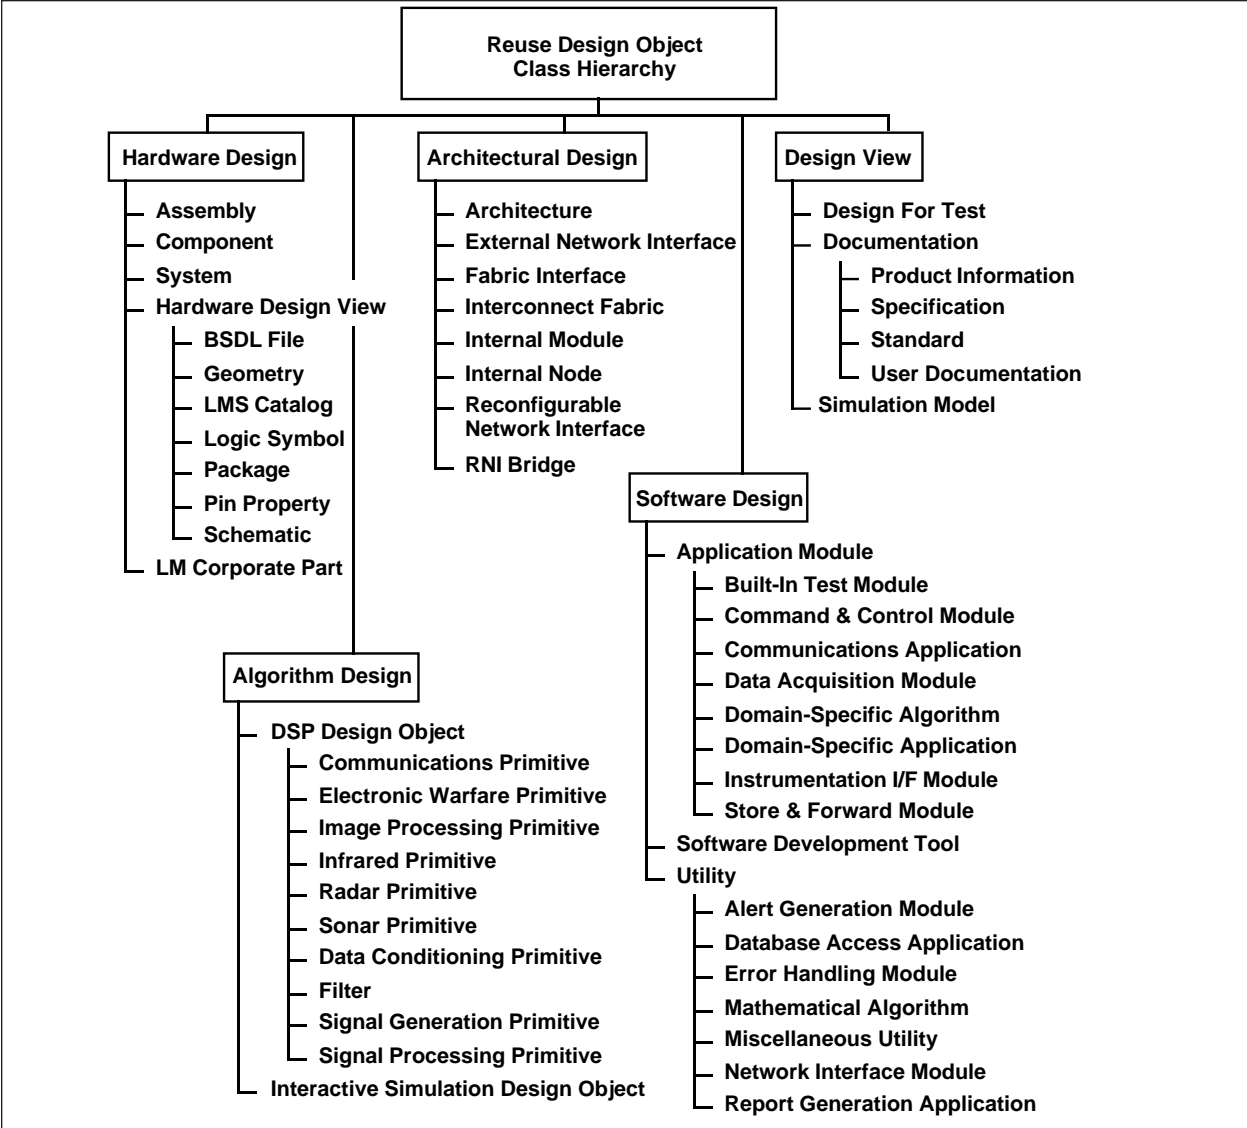 Reuse Design Object
Class Hierarchy
Hardware Design
Assembly
Component
System
Hardware Design View
BSDL File
Geometry
LMS Catalog
Logic Symbol
Package
Pin Property
Schematic
LM Corporate Part
Algorithm Design
DSP Design Object
Communications Primitive
Electronic Warfare Primitive
Image Processing Primitive
Infrared Primitive
Radar Primitive
Sonar Primitive
Data Conditioning Primitive
Filter
Signal Generation Primitive
Signal Processing Primitive
Interactive Simulation Design Object
Architectural Design
Architecture
External Network Interface
Fabric Interface
Interconnect Fabric
Internal Module
Internal Node
Reconfigurable
Network Interface
RNI Bridge
Software Design
Application Module
Built-In Test Module
Command & Control Module
Communications Application
Data Acquisition Module
Domain-Specific Algorithm
Domain-Specific Application
Instrumentation I/F Module
Store & Forward Module
Software Development Tool
Utility
Alert Generation Module
Database Access Application
Error Handling Module
Mathematical Algorithm
Miscellaneous Utility
Network Interface Module
Report Generation Application
Design View
Design For Test
Documentation
Product Information
Specification
Standard
User Documentation
Simulation Model